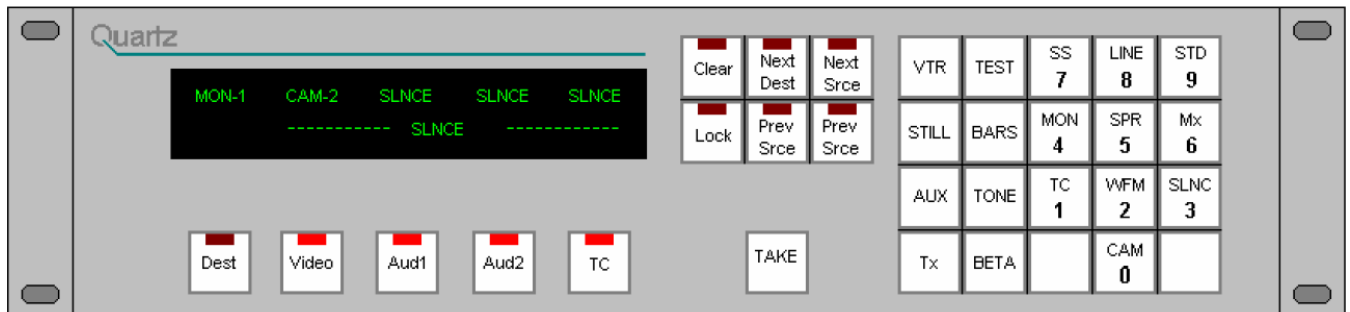 Quartz
MON-1 CAM-2 SLNCE SLNCE SLNCE
----------- SLNCE ------------
Clear Next Dest Next Srce
Lock Prev Srce Prev Srce
VTR TEST SS 7 LINE 8 STD 9
STILL BARS MON 4 SPR 5 Mx 6
AUX TONE TC 1 WFM 2 SLNC 3
Tx BETA CAM 0
Dest Video Aud1 Aud2 TC TAKE